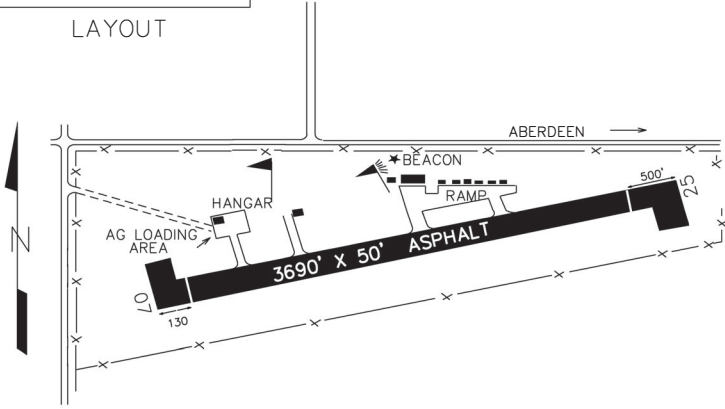 LAYOUT
ABERDEEN
BEACON
HANGAR
RAMP
500'
25
N
AG LOADING
AREA
3690' X 50' ASPHALT
07
130